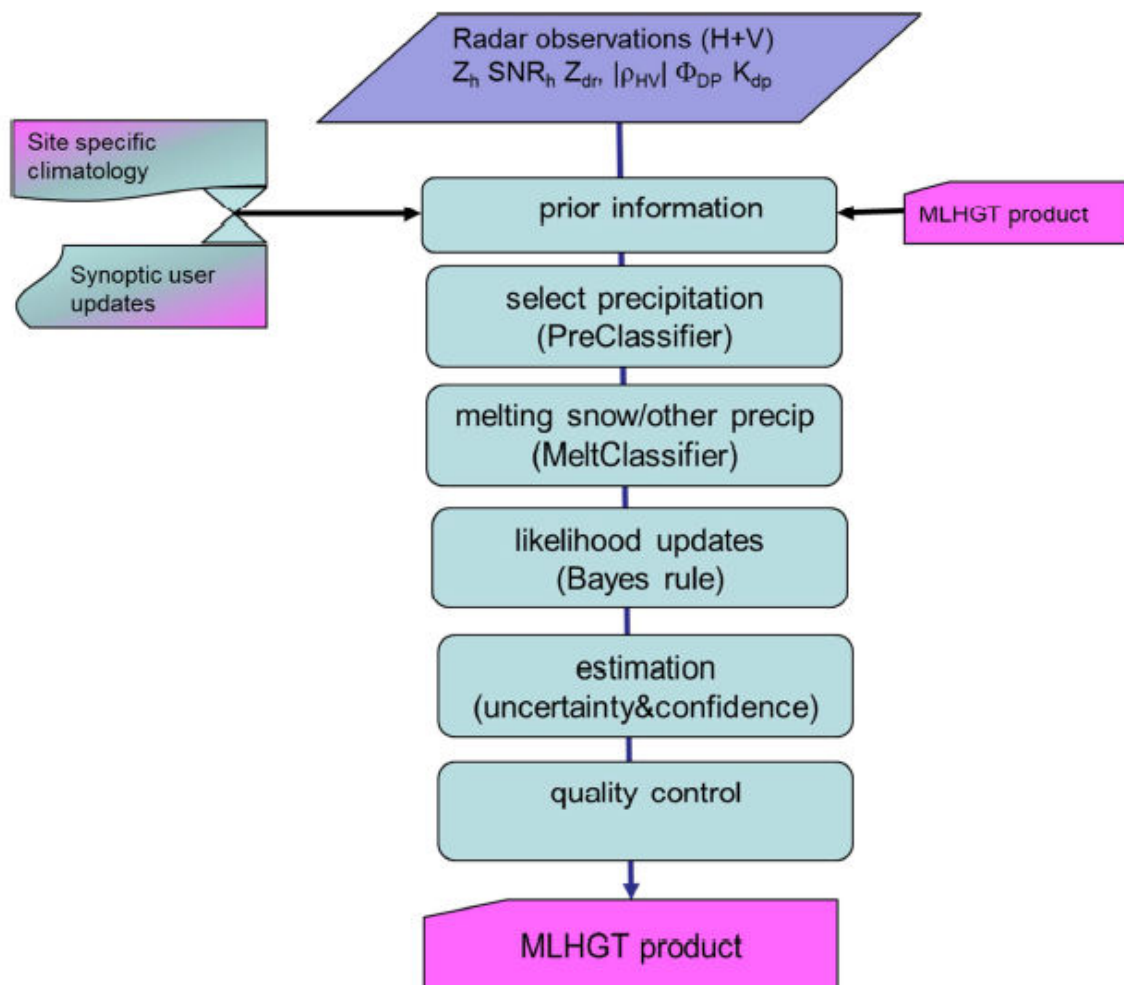 Radar observations (H+V)
Zh SNRh Zdr, |ρHV| ΦDP Kdp
Site specific
climatology
prior information
MLHGT product
Synoptic user
updates
select precipitation
(PreClassifier)
melting snow/other precip
(MeltClassifier)
likelihood updates
(Bayes rule)
estimation
(uncertainty&confidence)
quality control
MLHGT product